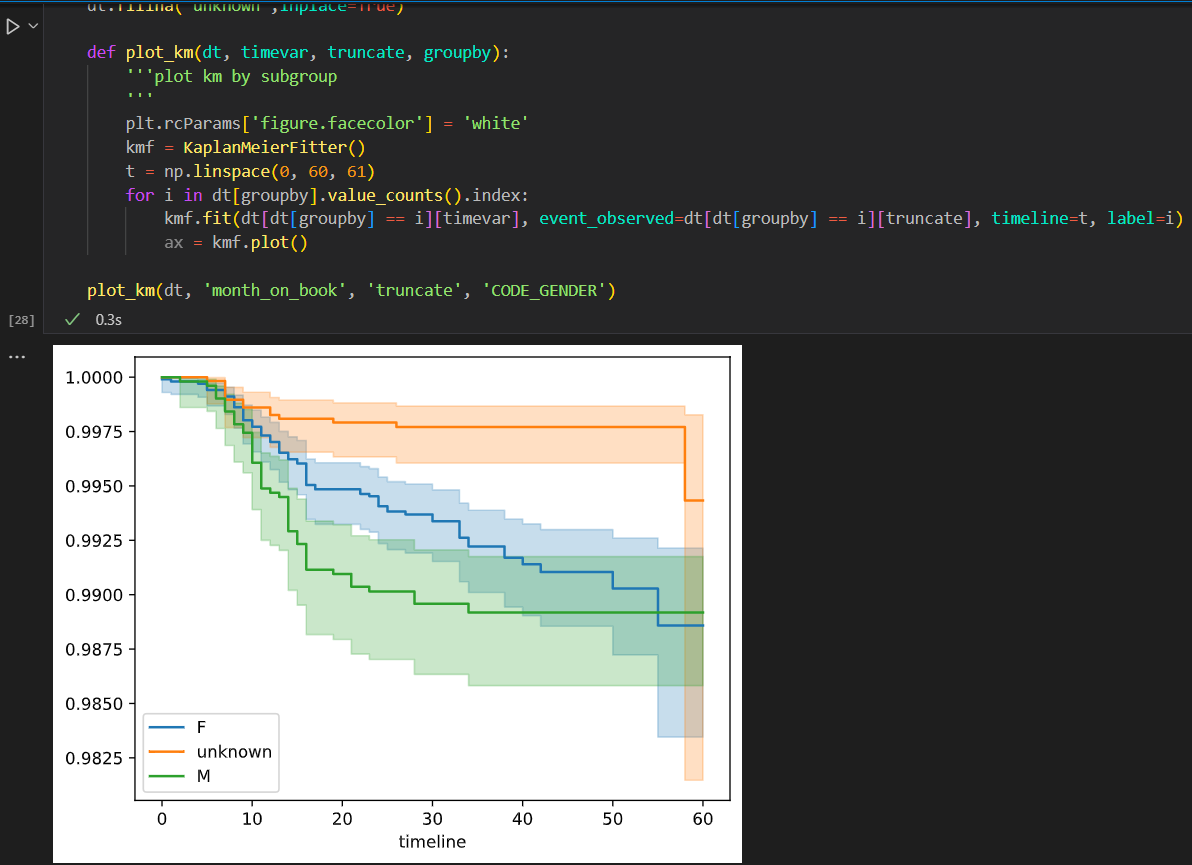 dt.fillna('unknown',inplace=True)
def plot_km(dt, timevar, truncate, groupby):
'''plot km by subgroup
'''
plt.rcParams['figure.facecolor'] = 'white'
kmf = KaplanMeierFitter()
t = np.linspace(0, 60, 61)
for i in dt[groupby].value_counts().index:
kmf.fit(dt[dt[groupby] == i][timevar], event_observed=dt[dt[groupby] == i][truncate], timeline=t, label=i)
ax = kmf.plot()
plot_km(dt, 'month_on_book', 'truncate', 'CODE_GENDER')
[28]
0.3s
1.0000
0.9975
0.9950
0.9925
0.9900
0.9875
0.9850
0.9825
F
unknown
M
0 10 20 30 40 50 60
timeline